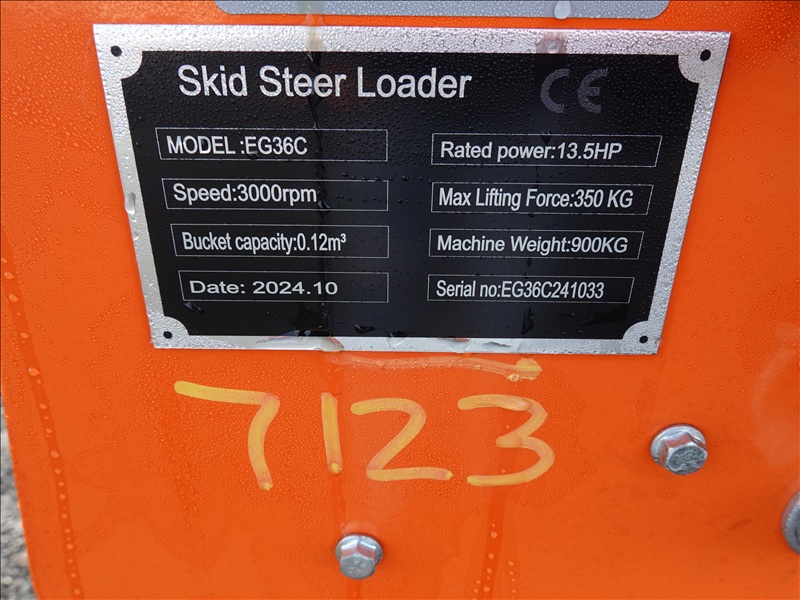 Skid Steer Loader CE
MODEL :EG36C
Rated power:13.5HP
Speed:3000rpm
Max Lifting Force:350 KG
Bucket capacity:0.12m³
Machine Weight:900KG
Date: 2024.10
Serial no:EG36C241033
7123